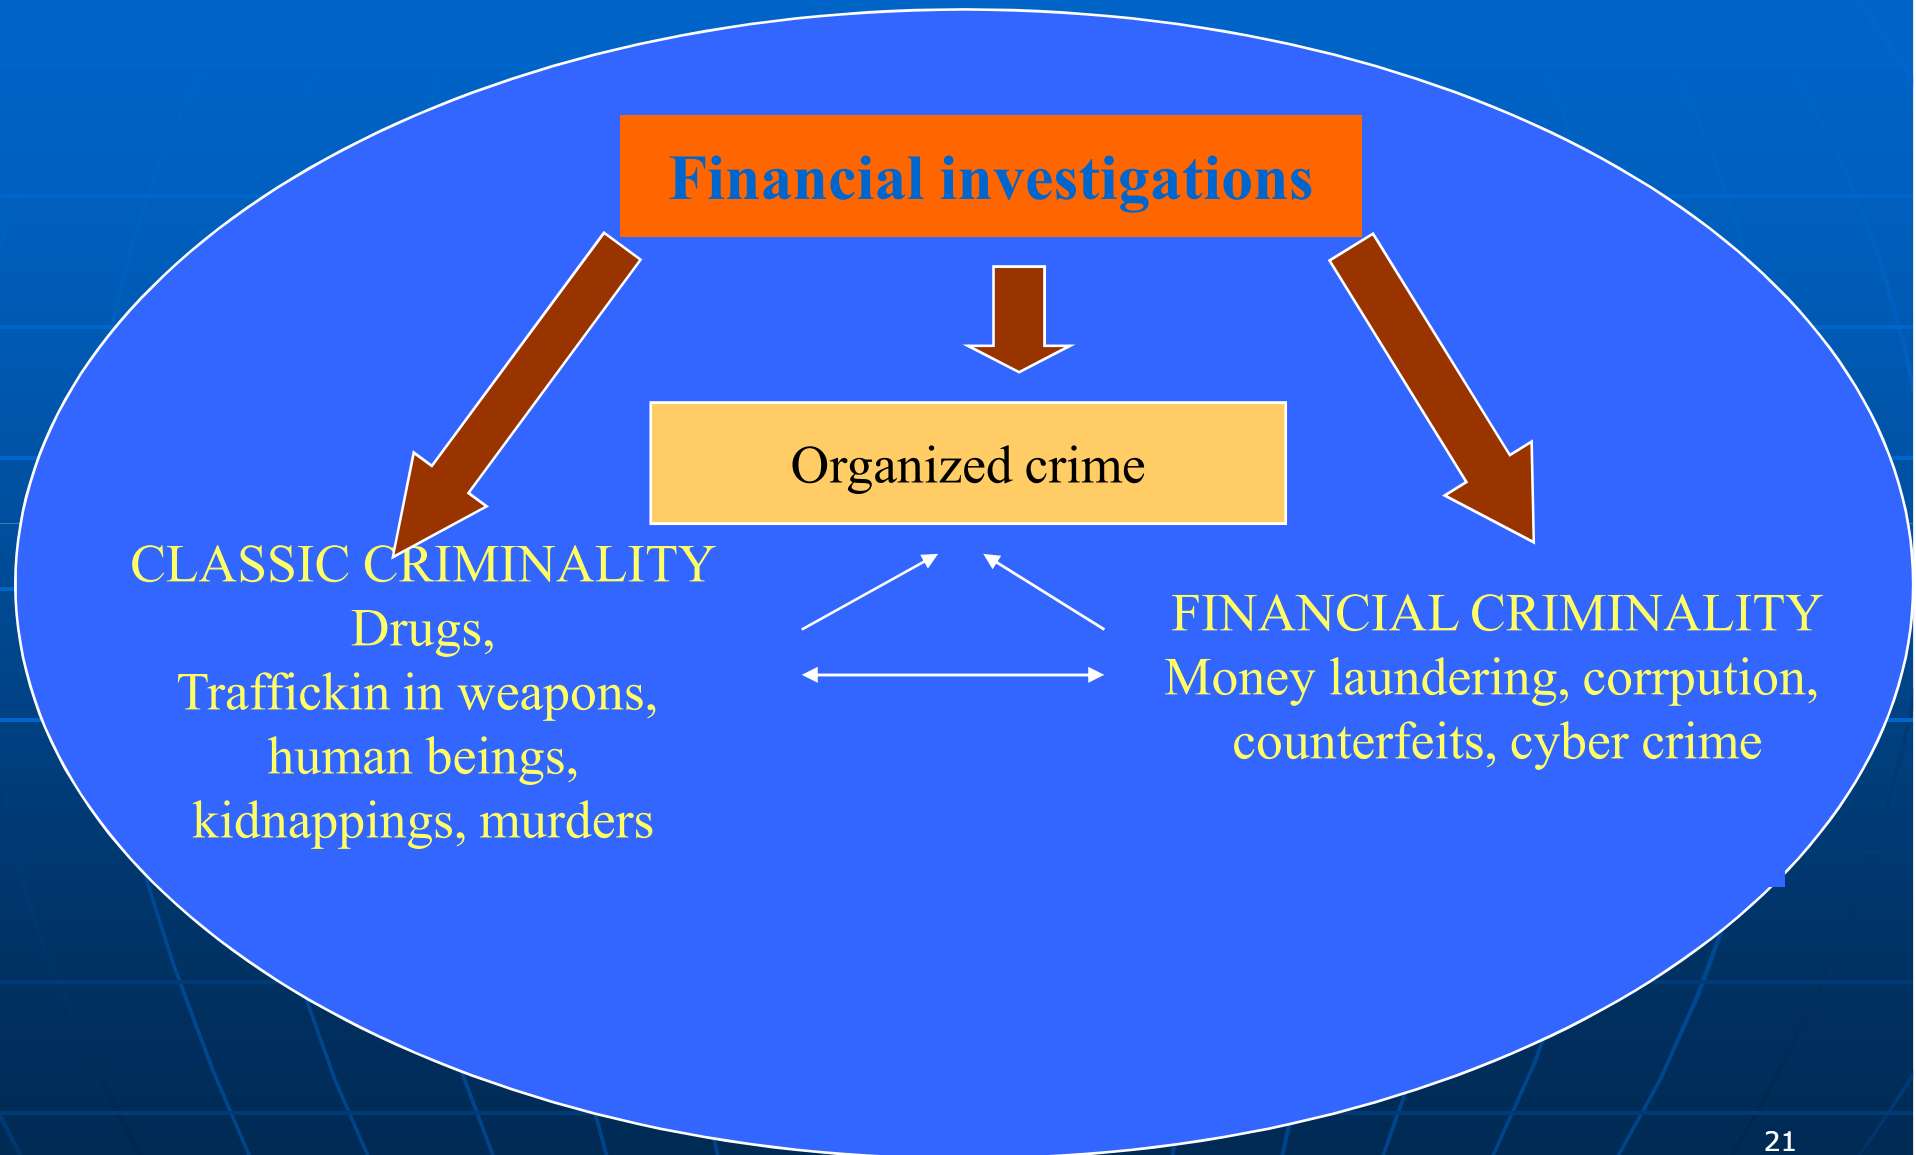 Financial investigations
Organized crime
CLASSIC CRIMINALITY
Drugs,
Traffickin in weapons,
human beings,
kidnappings, murders
FINANCIAL CRIMINALITY
Money laundering, corrpution,
counterfeits, cyber crime
21